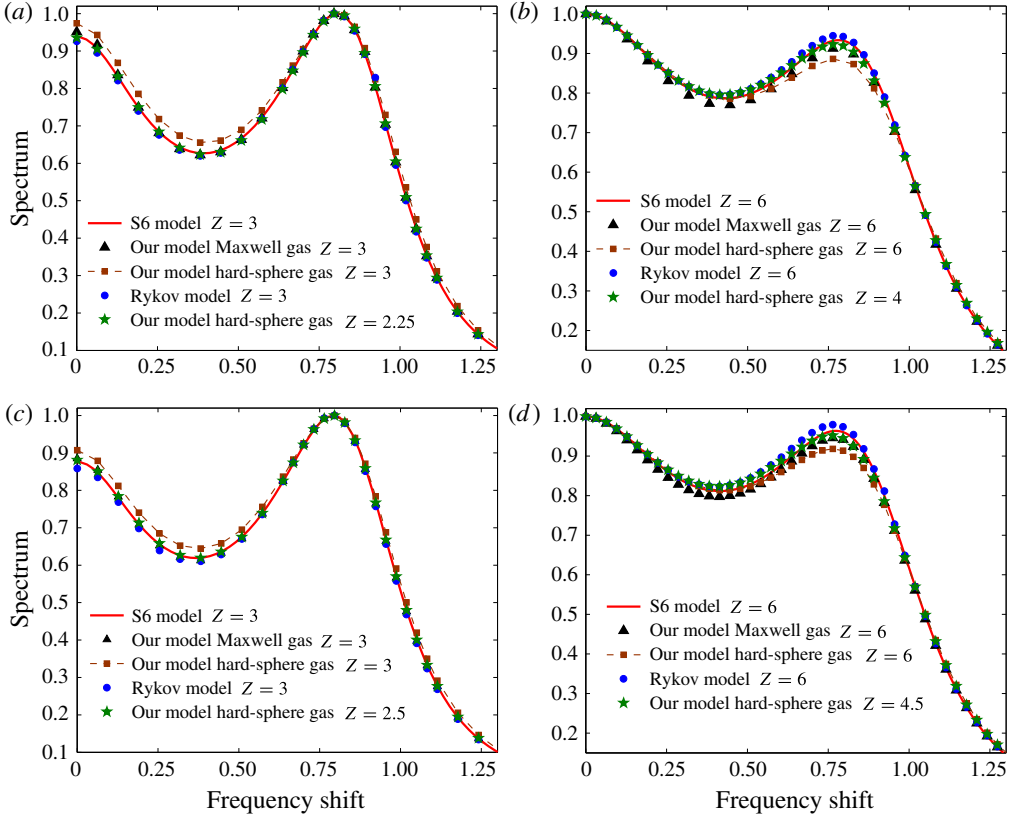 (a)
1.0
0.9
0.8
0.7
0.6
0.5
0.4
0.3
0.2
0.1
Spectrum
S6 model Z = 3
Our model Maxwell gas Z = 3
Our model hard-sphere gas Z = 3
Rykov model Z = 3
Our model hard-sphere gas Z = 2.25
0 0.25 0.50 0.75 1.00 1.25
(b)
1.0
0.9
0.8
0.7
0.6
0.5
0.4
0.3
0.2
S6 model Z = 6
Our model Maxwell gas Z = 6
Our model hard-sphere gas Z = 6
Rykov model Z = 6
Our model hard-sphere gas Z = 4
0 0.25 0.50 0.75 1.00 1.25
(c)
1.0
0.9
0.8
0.7
0.6
0.5
0.4
0.3
0.2
0.1
Spectrum
S6 model Z = 3
Our model Maxwell gas Z = 3
Our model hard-sphere gas Z = 3
Rykov model Z = 3
Our model hard-sphere gas Z = 2.5
0 0.25 0.50 0.75 1.00 1.25
Frequency shift
(d)
1.0
0.9
0.8
0.7
0.6
0.5
0.4
0.3
0.2
S6 model Z = 6
Our model Maxwell gas Z = 6
Our model hard-sphere gas Z = 6
Rykov model Z = 6
Our model hard-sphere gas Z = 4.5
0 0.25 0.50 0.75 1.00 1.25
Frequency shift